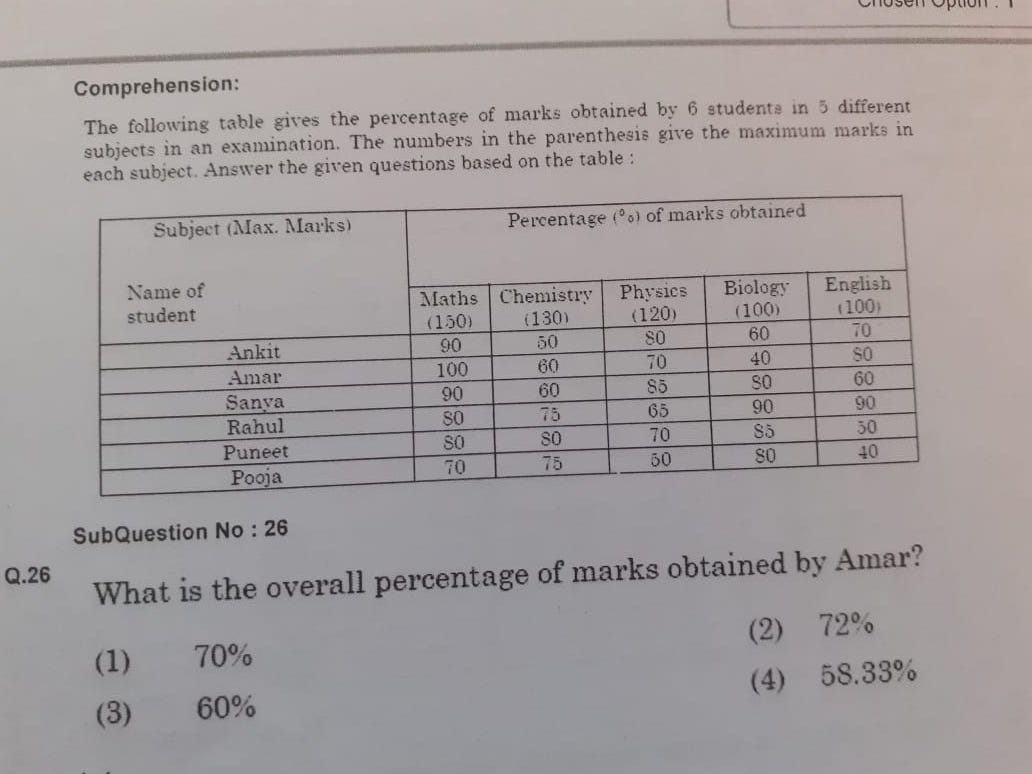 Chosen Option : 1
Comprehension:
The following table gives the percentage of marks obtained by 6 students in 5 different
subjects in an examination. The numbers in the parenthesis give the maximum marks in
each subject. Answer the given questions based on the table :
Subject (Max. Marks) Percentage (%) of marks obtained
Name of
student
Maths Chemistry Physics Biology English
(150) (130) (120) (100) (100)
Ankit 90 50 80 60 70
Amar 100 60 70 40 80
Sanya 90 60 85 80 60
Rahul 80 75 65 90 90
Puneet 80 80 70 85 50
Pooja 70 75 50 80 40
SubQuestion No : 26
Q.26 What is the overall percentage of marks obtained by Amar?
(1) 70% (2) 72%
(3) 60% (4) 58.33%